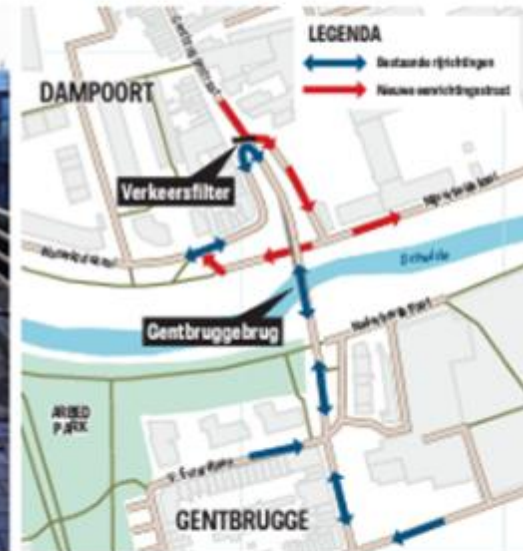 LEGENDA
Bestaande rijrichtingen
Nieuwe eenrichtingsstraat
DAMPOORT
Verkeersfilter
Schelde
Gentbruggebrug
ARBED
PARK
GENTBRUGGE